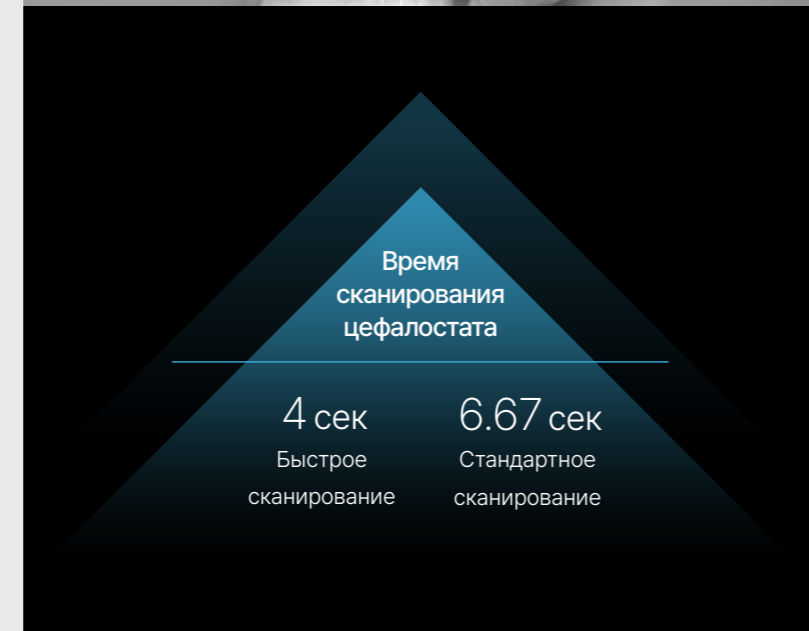 Время
сканирования
цефалостата
4 сек
Быстрое
сканирование
6.67 сек
Стандартное
сканирование